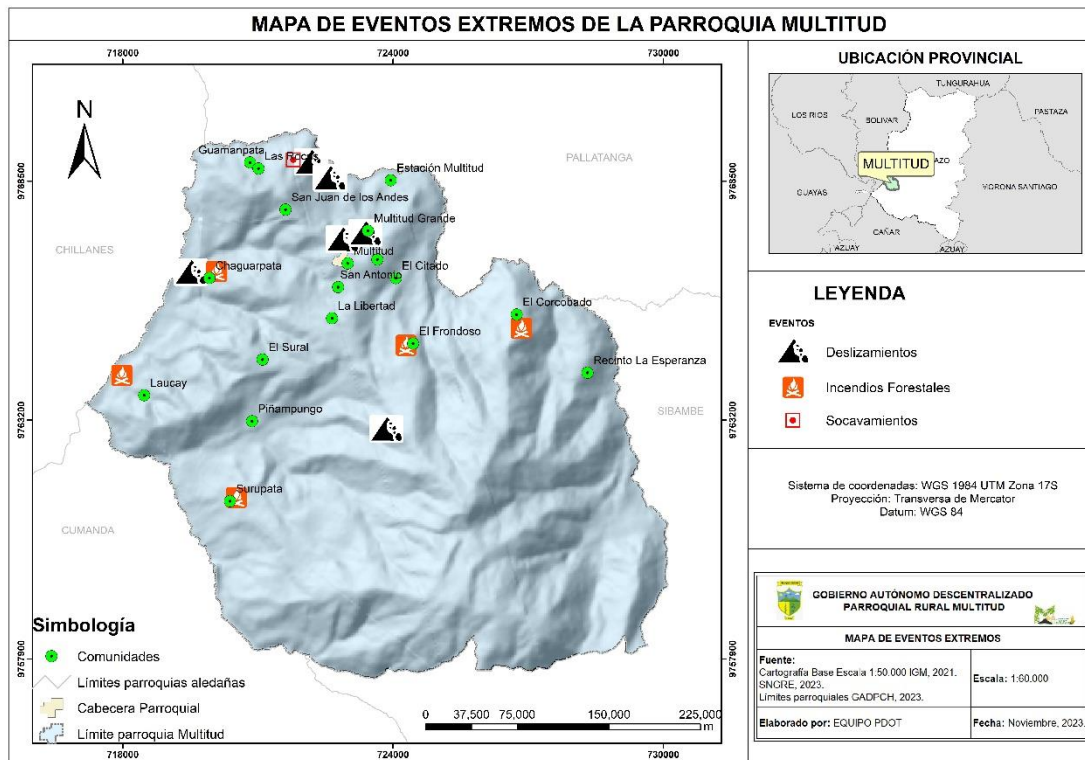 MAPA DE EVENTOS EXTREMOS DE LA PARROQUIA MULTITUD
718000
724000
730000
N
9768500
9763200
9757900
9768500
9763200
9757900
PALLATANGA
CHILLANES
SIBAMBE
CUMANDA
Guamanpata
Las Rocas
Estación Multitud
San Juan de los Andes
Multitud Grande
Multitud
Chaguarpata
San Antonio
El Citado
La Libertad
El Corcobado
El Frondoso
El Sural
Recinto La Esperanza
Laucay
Piñampungo
Surupata
Simbología
Comunidades
Límites parroquias aledañas
Cabecera Parroquial
Límite parroquia Multitud
0 37,500 75,000 150,000 225,000
m
718000
724000
730000
UBICACIÓN PROVINCIAL
TUNGURAHUA
LOS RIOS
BOLIVAR
PASTAZA
MULTITUD
AZO
MORONA SANTIAGO
GUAYAS
CAÑAR
AZUAY
AZUAY
LEYENDA
EVENTOS
Deslizamientos
Incendios Forestales
Socavamientos
Sistema de coordenadas: WGS 1984 UTM Zona 17S
Proyección: Transversa de Mercator
Datum: WGS 84
GOBIERNO AUTÓNOMO DESCENTRALIZADO
PARROQUIAL RURAL MULTITUD
MAPA DE EVENTOS EXTREMOS
Fuente:
Cartografía Base Escala 1:50.000 IGM, 2021.
SNGRE, 2023.
Límites parroquiales GADPCH, 2023.
Escala: 1:60.000
Elaborado por: EQUIPO PDOT
Fecha: Noviembre, 2023.